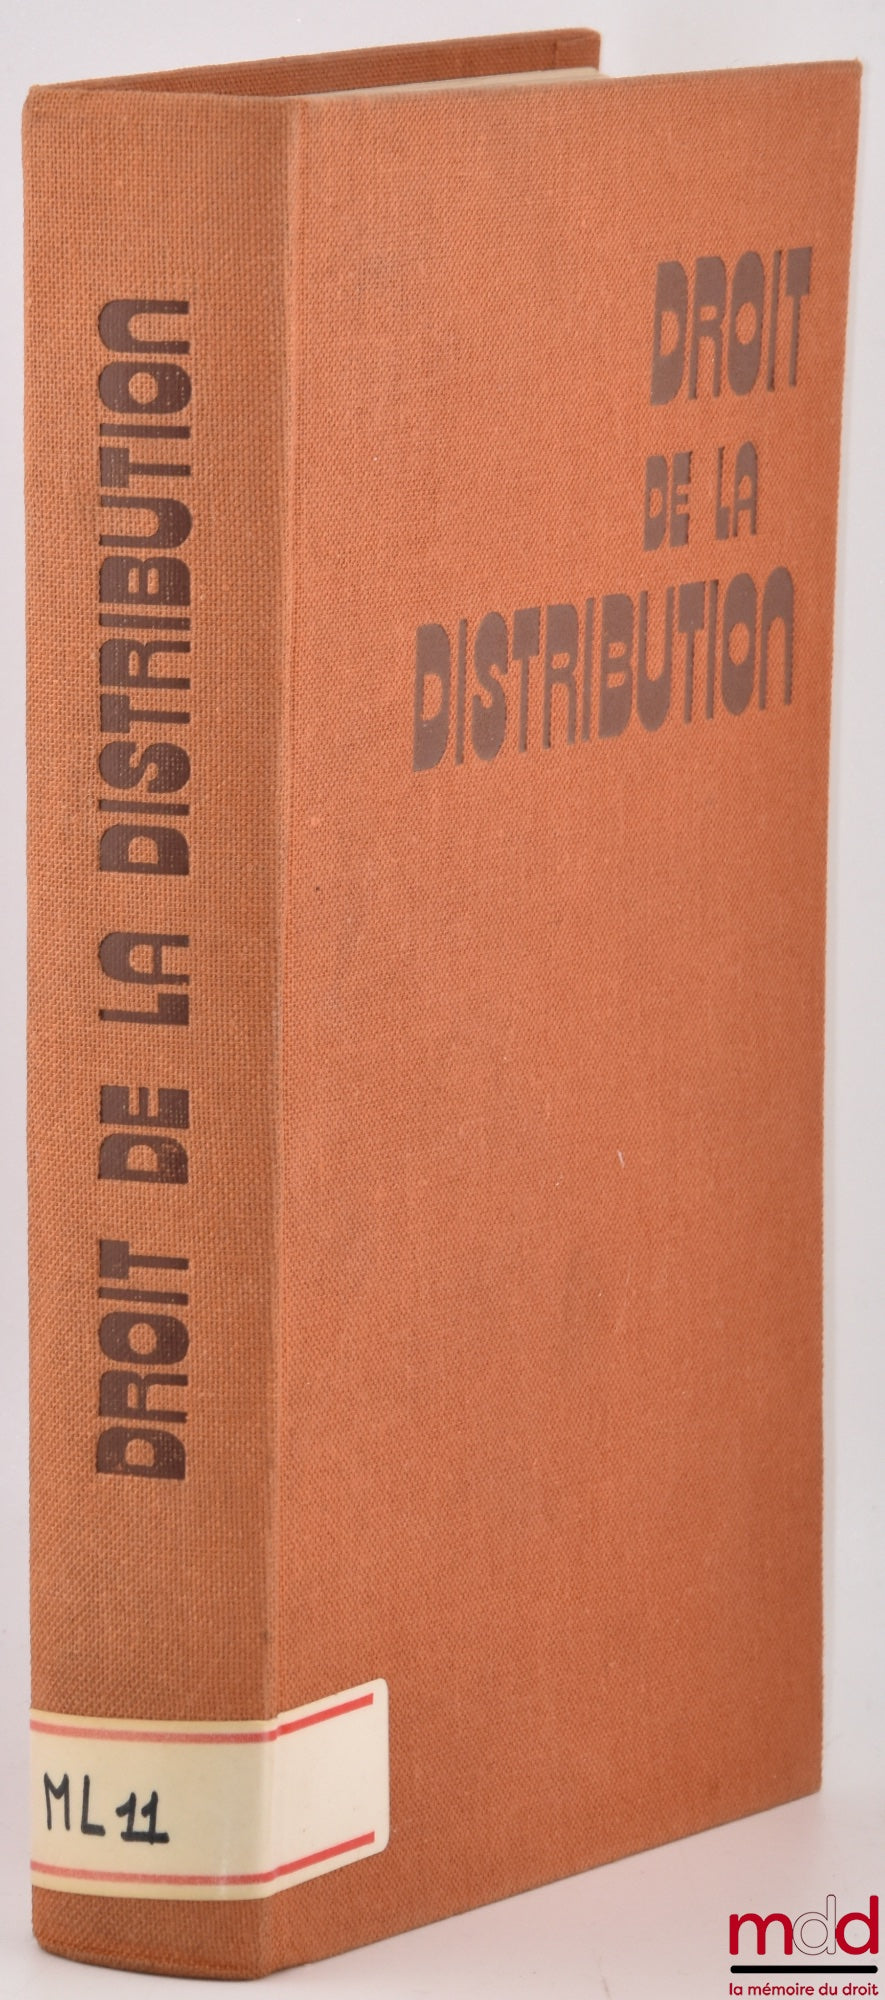 DROIT DE LA DISTRIBUTION
DROIT
DE LA
DISTRIBUTION
ML 11
mdd
la mémoire du droit